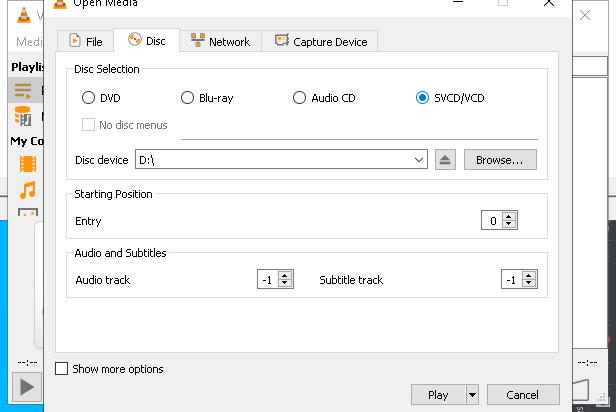 Open Media
Medi
File
Disc
Network
Capture Device
Playlis
Disc Selection
DVD
Blu-ray
Audio CD
SVCD/VCD
No disc menus
My Co
Disc device
D:\
Browse...
Starting Position
Entry
0
Audio and Subtitles
Audio track
-1
Subtitle track
-1
--:--
Show more options
--:--
Play
Cancel